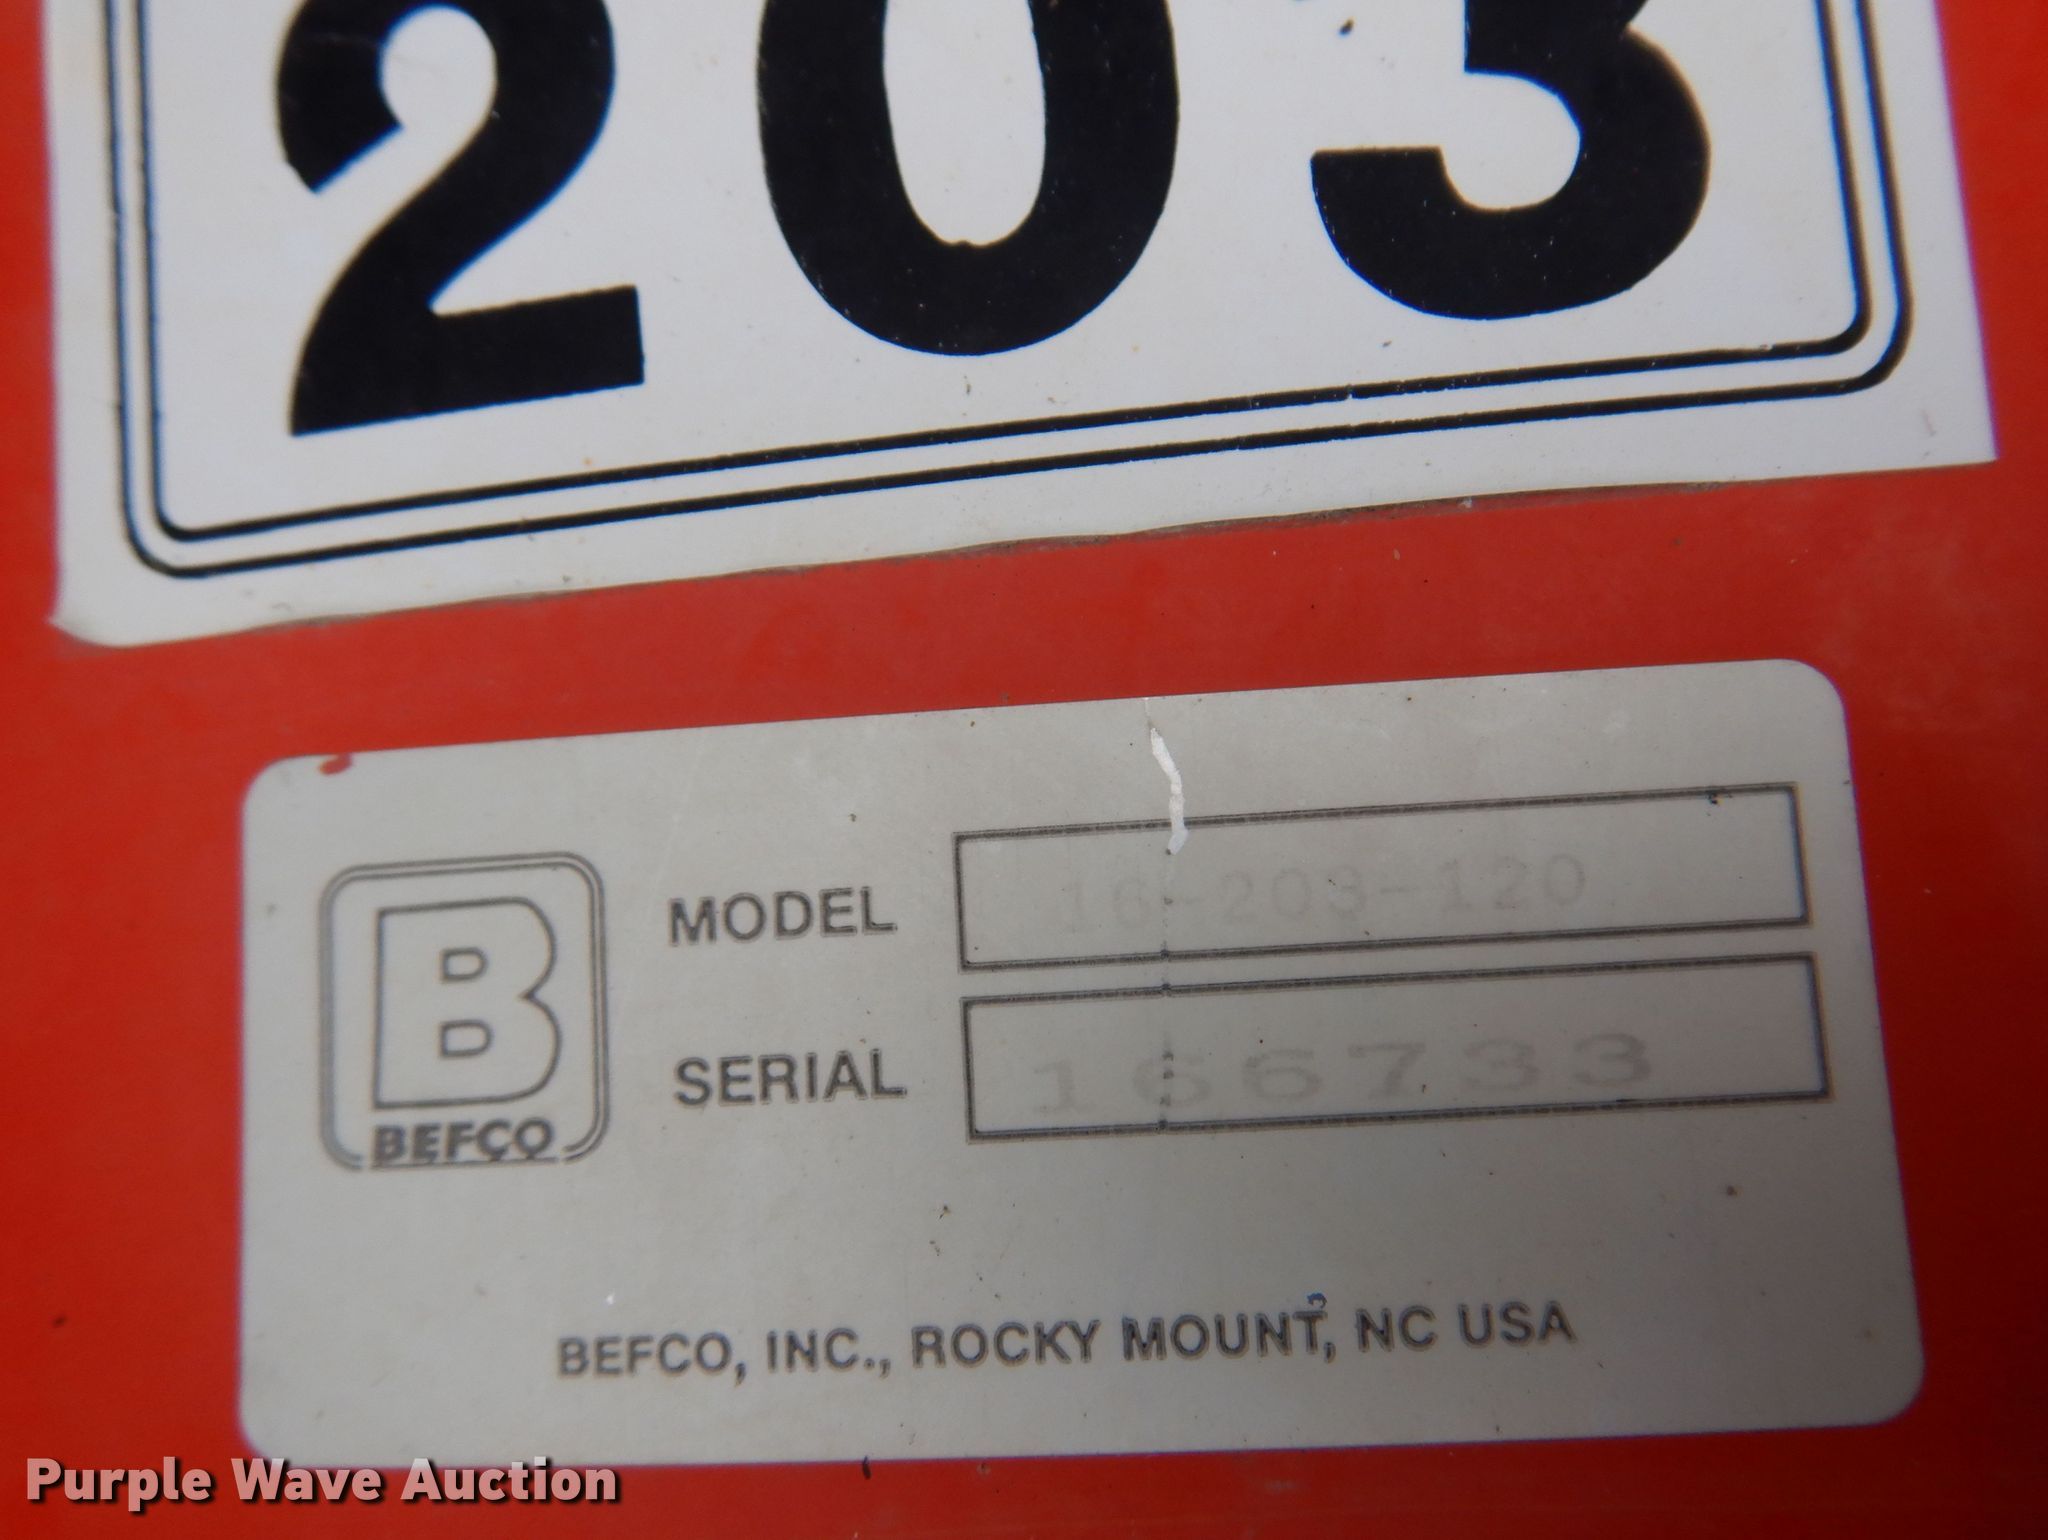 203
MODEL 16-203-120
SERIAL 166733
B
BEFCO
BEFCO, INC., ROCKY MOUNT, NC USA
Purple Wave Auction